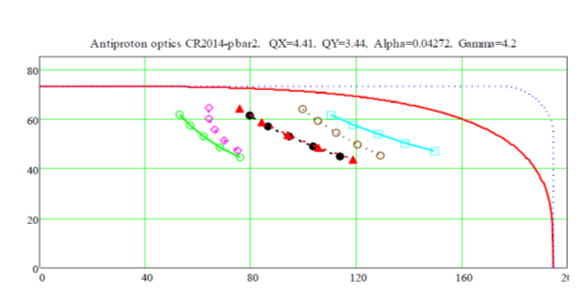 Antiproton optics CR2014-pbar2, QX=4.41, QY=3.44, Alpha=0.04272, Gamma=4.2
80
60
40
20
0
0 40 80 120 160